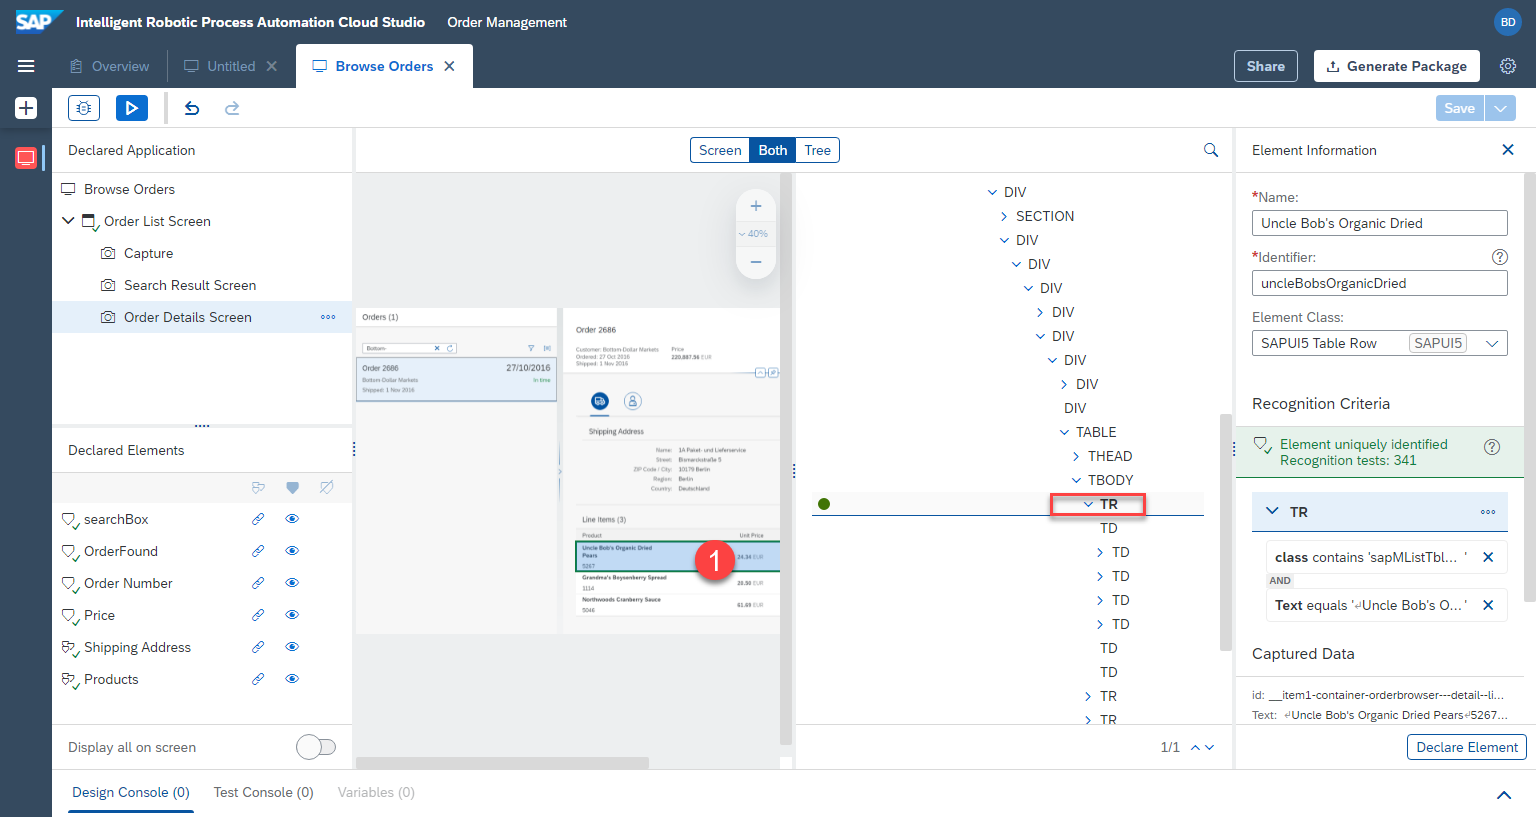 SAP Intelligent Robotic Process Automation Cloud Studio Order Management BD
Overview Untitled Browse Orders Share Generate Package
Save
Declared Application
Browse Orders
Order List Screen
Capture
Search Result Screen
Order Details Screen
Declared Elements
searchBox
OrderFound
Order Number
Price
Shipping Address
Products
Display all on screen
Screen Both Tree
40%
Orders (1)
Bottom-
Order 2686 27/10/2016
Bottom-Dollar Markets In time
Shipped: 1 Nov 2016
Order 2686
Customer: Bottom-Dollar Markets Price
Ordered: 27 Oct 2016 220,887.56 EUR
Shipped: 1 Nov 2016
Shipping Address
Name: 1A Paket- und Lieferservice
Street: Bismarckstraße 5
ZIP Code / City: 10179 Berlin
Region: Berlin
Country: Deutschland
Line Items (3)
Product Unit Price
Uncle Bob's Organic Dried
Pears
5267 24.34 EUR
1
Grandma's Boysenberry Spread
1114 20.50 EUR
Northwoods Cranberry Sauce
5046 61.69 EUR
DIV
SECTION
DIV
DIV
DIV
DIV
DIV
DIV
DIV
DIV
TABLE
THEAD
TBODY
TR
TD
TD
TD
TD
TD
TD
TD
TR
TR
1/1
Element Information
*Name:
Uncle Bob's Organic Dried
*Identifier:
uncleBobsOrganicDried
Element Class:
SAPUI5 Table Row SAPUI5
Recognition Criteria
Element uniquely identified
Recognition tests: 341
TR
class contains 'sapMListTbl... '
AND
Text equals '↵Uncle Bob's O... '
Captured Data
id: __item1-container-orderbrowser---detail--li...
Text: ↵Uncle Bob's Organic Dried Pears↵5267...
Declare Element
Design Console (0) Test Console (0) Variables (0)